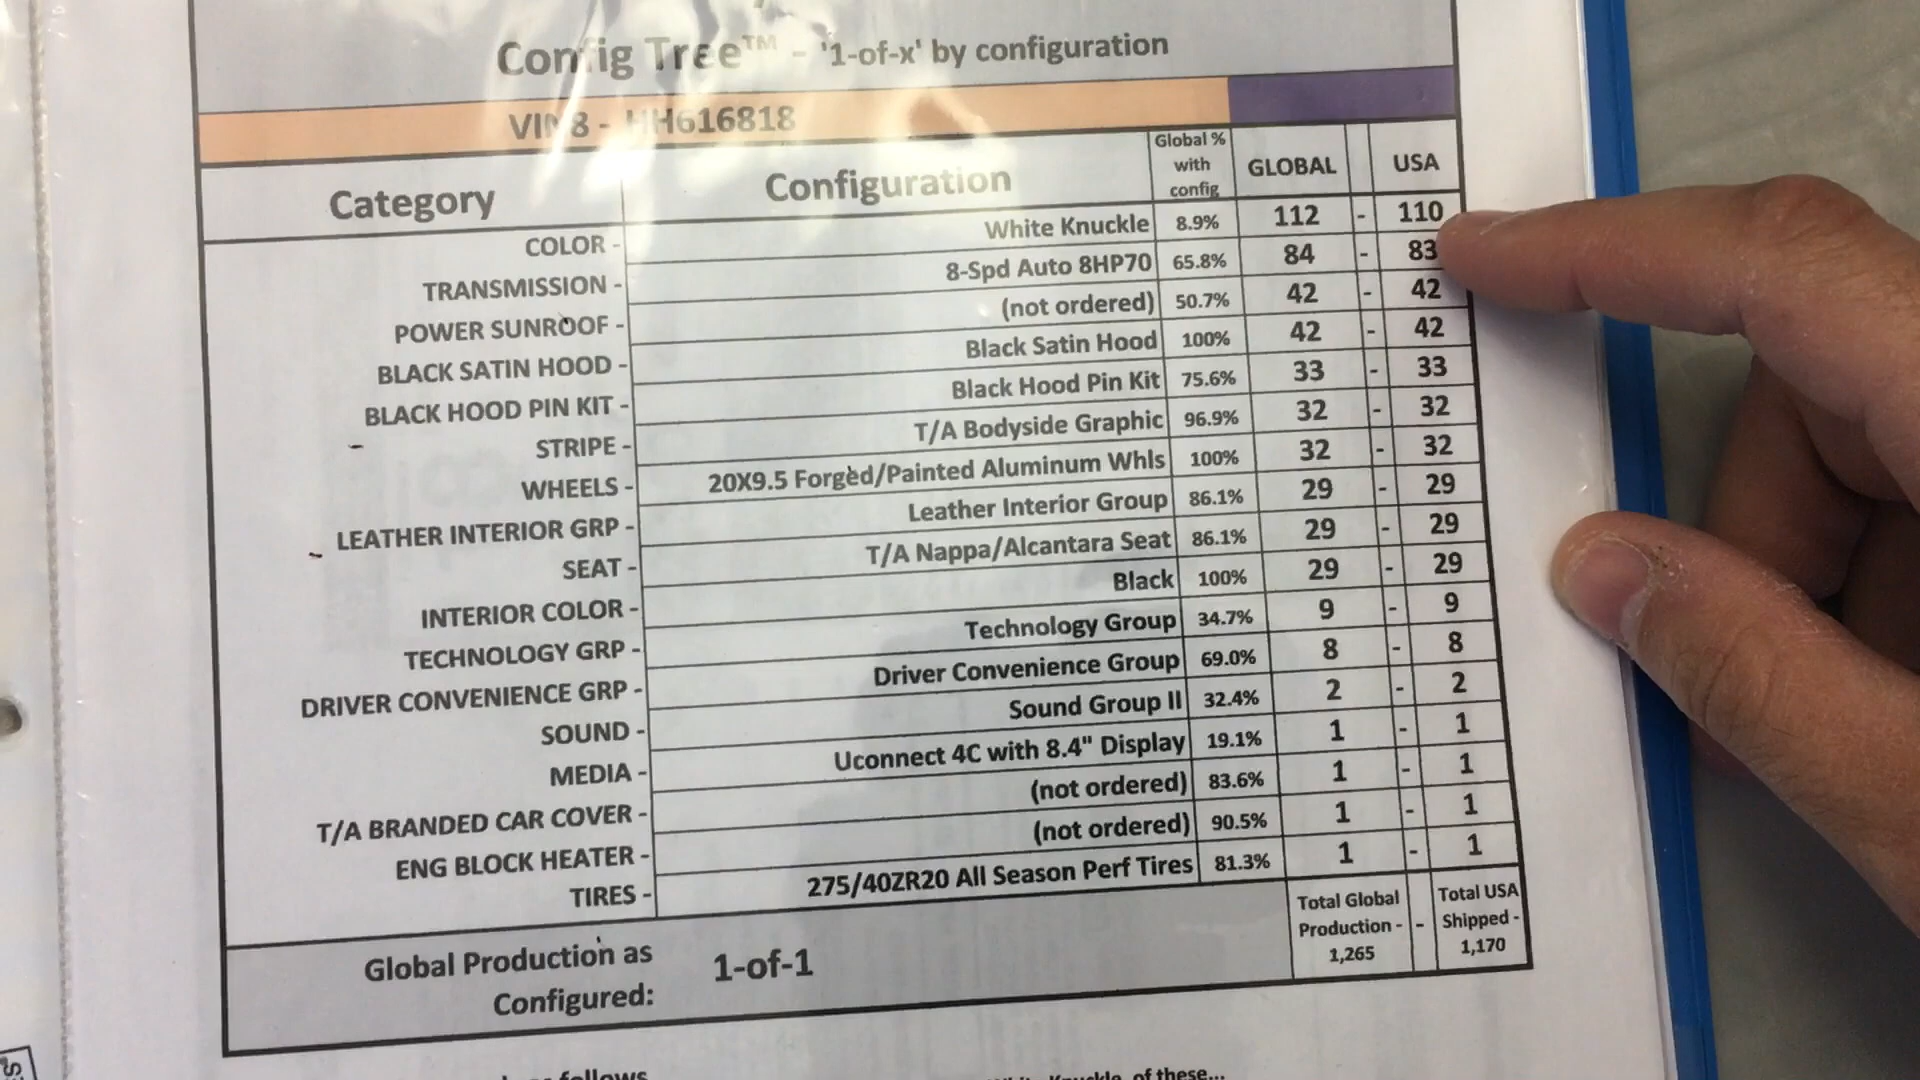 Config Tree™ - '1-of-x' by configuration
VIN8 - HH616818
Category Configuration Global % with config GLOBAL USA
COLOR - White Knuckle 8.9% 112 - 110
TRANSMISSION - 8-Spd Auto 8HP70 65.8% 84 - 83
POWER SUNROOF - (not ordered) 50.7% 42 - 42
BLACK SATIN HOOD - Black Satin Hood 100% 42 - 42
BLACK HOOD PIN KIT - Black Hood Pin Kit 75.6% 33 - 33
STRIPE - T/A Bodyside Graphic 96.9% 32 - 32
WHEELS - 20X9.5 Forged/Painted Aluminum Whls 100% 32 - 32
LEATHER INTERIOR GRP - Leather Interior Group 86.1% 29 - 29
SEAT - T/A Nappa/Alcantara Seat 86.1% 29 - 29
INTERIOR COLOR - Black 100% 29 - 29
TECHNOLOGY GRP - Technology Group 34.7% 9 - 9
DRIVER CONVENIENCE GRP - Driver Convenience Group 69.0% 8 - 8
SOUND - Sound Group II 32.4% 2 - 2
MEDIA - Uconnect 4C with 8.4" Display 19.1% 1 - 1
T/A BRANDED CAR COVER - (not ordered) 83.6% 1 - 1
ENG BLOCK HEATER - (not ordered) 90.5% 1 - 1
TIRES - 275/40ZR20 All Season Perf Tires 81.3% 1 - 1
Global Production as Configured: 1-of-1
Total Global Production - 1,265 - Total USA Shipped - 1,170
follows
White Knuckle, of these...